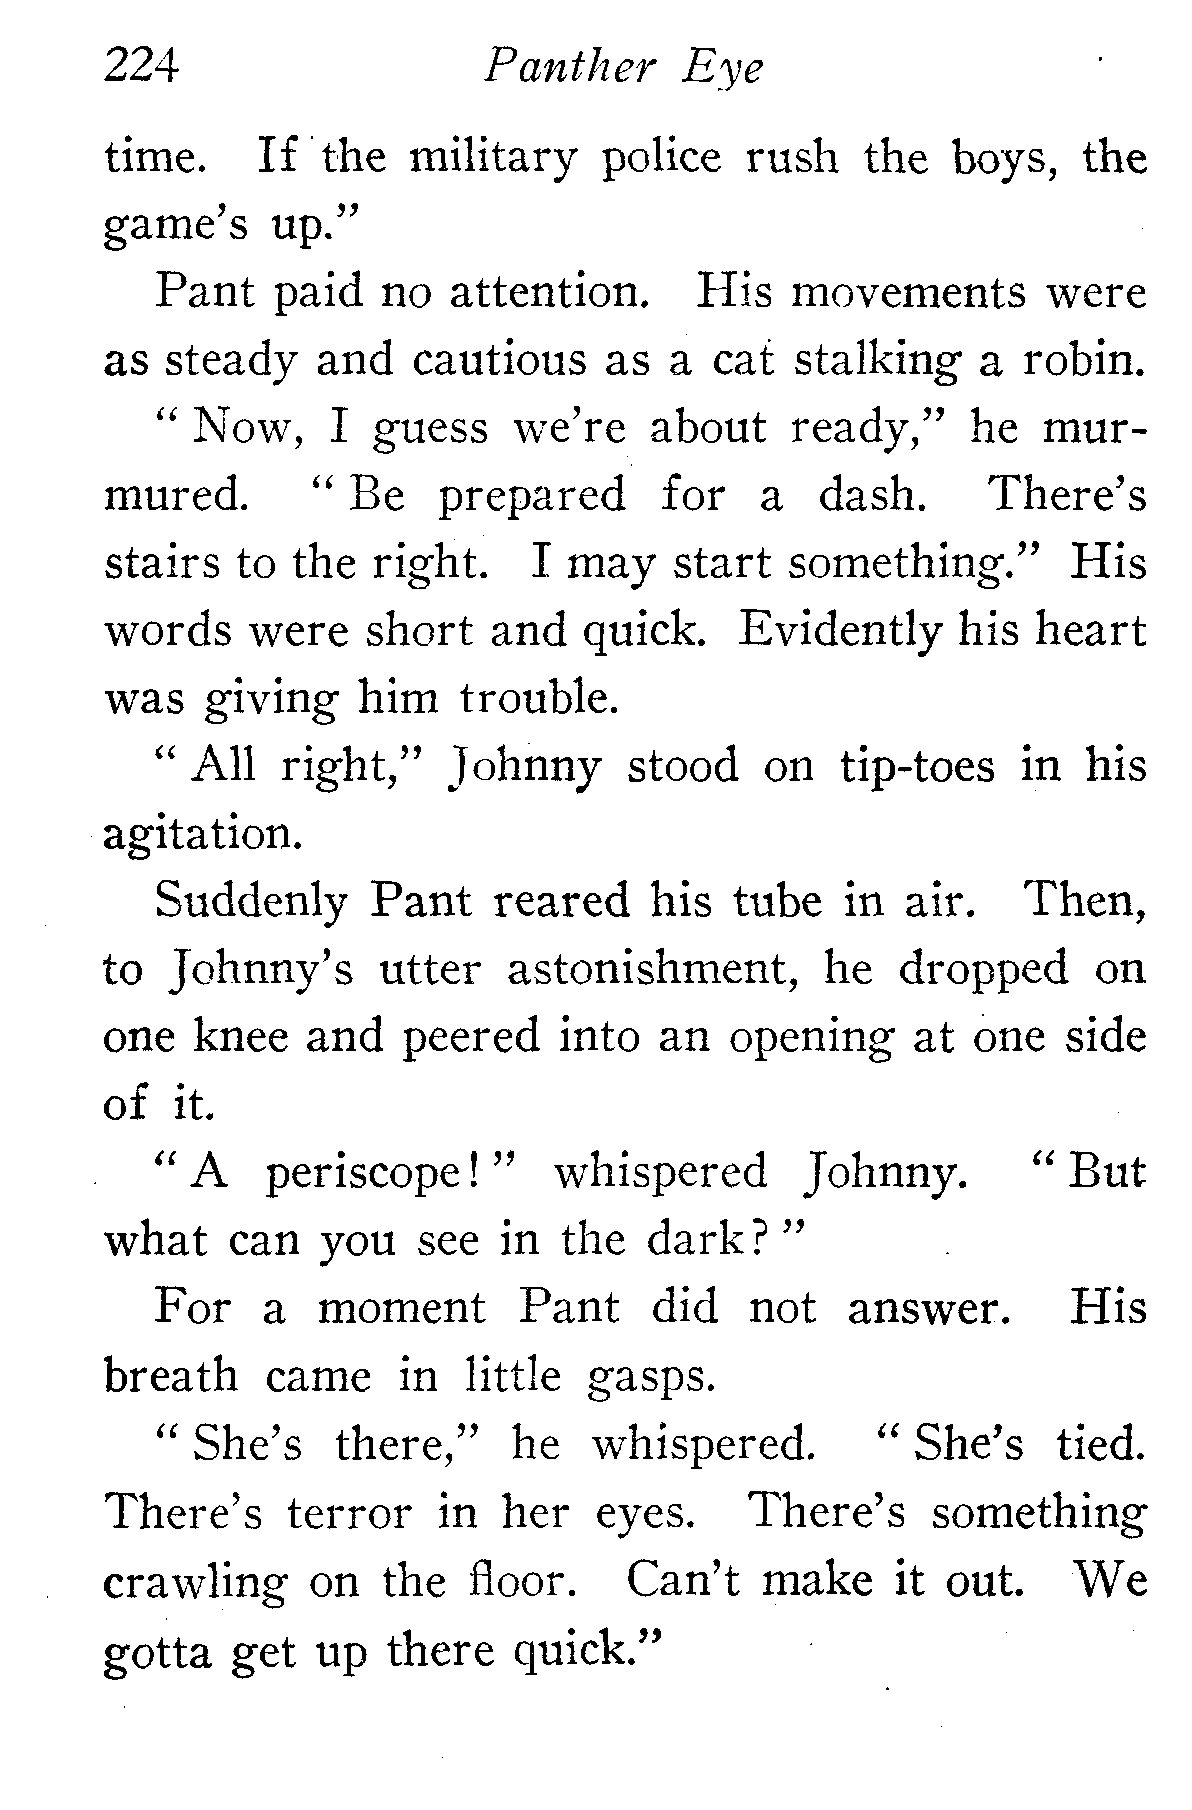 224 Panther Eye
time. If the military police rush the boys, the
game's up."
Pant paid no attention. His movements were
as steady and cautious as a cat stalking a robin.
" Now, I guess we're about ready," he mur-
mured. " Be prepared for a dash. There's
stairs to the right. I may start something." His
words were short and quick. Evidently his heart
was giving him trouble.
" All right," Johnny stood on tip-toes in his
agitation.
Suddenly Pant reared his tube in air. Then,
to Johnny's utter astonishment, he dropped on
one knee and peered into an opening at one side
of it.
" A periscope! " whispered Johnny. " But
what can you see in the dark? "
For a moment Pant did not answer. His
breath came in little gasps.
" She's there," he whispered. " She's tied.
There's terror in her eyes. There's something
crawling on the floor. Can't make it out. We
gotta get up there quick."